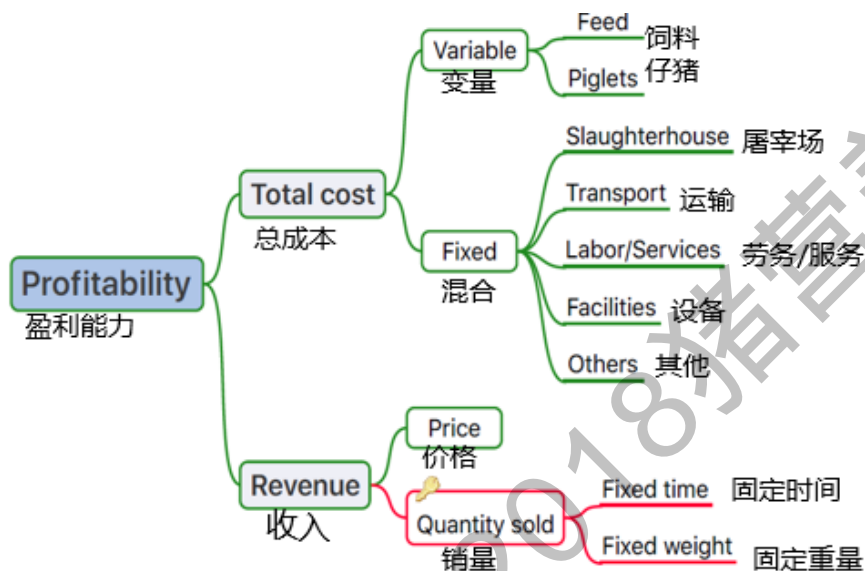 Feed
饲料
Variable
变量
Piglets
仔猪
Slaughterhouse 屠宰场
Total cost
总成本
Transport 运输
Fixed
混合
Labor/Services 劳务/服务
Profitability
盈利能力
Facilities 设备
Others 其他
Price
价格
Revenue
收入
Quantity sold
销量
Fixed time 固定时间
Fixed weight 固定重量
2018猪营